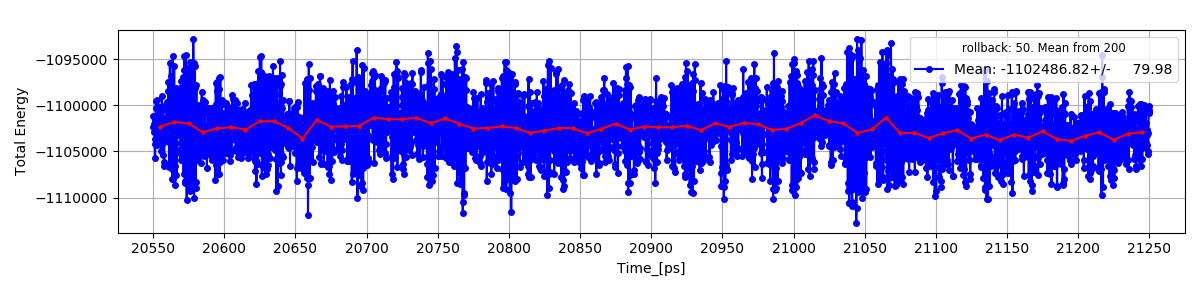 rollback: 50. Mean from 200
Mean: -1102486.82+/-     79.98
Total Energy
−1095000
−1100000
−1105000
−1110000
20550 20600 20650 20700 20750 20800 20850 20900 20950 21000 21050 21100 21150 21200 21250
Time_[ps]